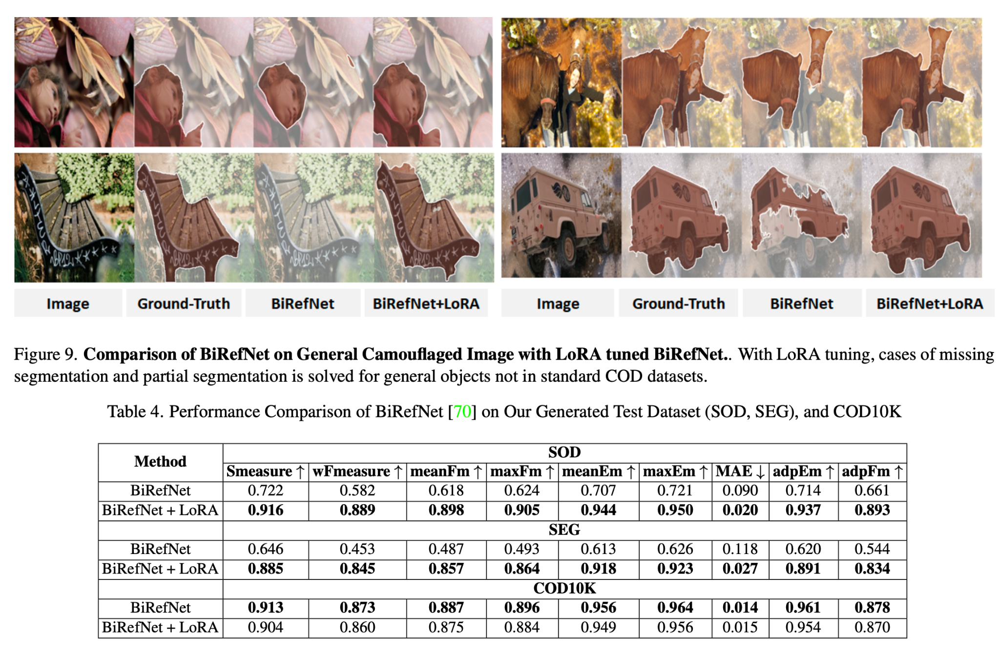 Image Ground-Truth BiRefNet BiRefNet+LoRA Image Ground-Truth BiRefNet BiRefNet+LoRA
Figure 9. Comparison of BiRefNet on General Camouflaged Image with LoRA tuned BiRefNet.. With LoRA tuning, cases of missing
segmentation and partial segmentation is solved for general objects not in standard COD datasets.
Table 4. Performance Comparison of BiRefNet [70] on Our Generated Test Dataset (SOD, SEG), and COD10K
Method SOD
Smeasure ↑ wFmeasure ↑ meanFm ↑ maxFm ↑ meanEm ↑ maxEm ↑ MAE ↓ adpEm ↑ adpFm ↑
BiRefNet 0.722 0.582 0.618 0.624 0.707 0.721 0.090 0.714 0.661
BiRefNet + LoRA 0.916 0.889 0.898 0.905 0.944 0.950 0.020 0.937 0.893
SEG
BiRefNet 0.646 0.453 0.487 0.493 0.613 0.626 0.118 0.620 0.544
BiRefNet + LoRA 0.885 0.845 0.857 0.864 0.918 0.923 0.027 0.891 0.834
COD10K
BiRefNet 0.913 0.873 0.887 0.896 0.956 0.964 0.014 0.961 0.878
BiRefNet + LoRA 0.904 0.860 0.875 0.884 0.949 0.956 0.015 0.954 0.870